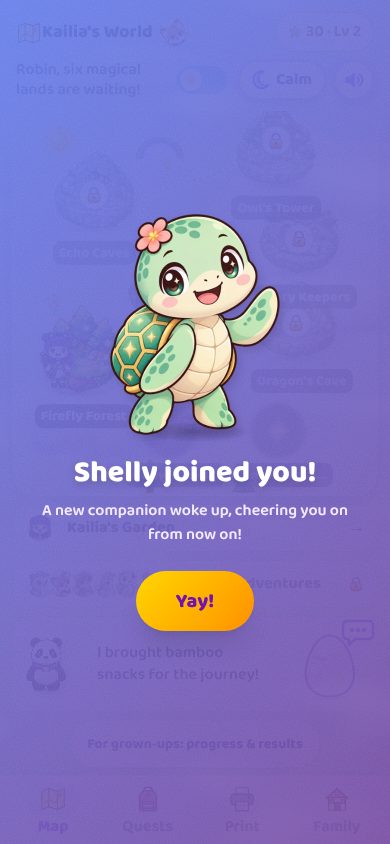 Kailia's World
30 · Lv 2
Robin, six magical
lands are waiting!
Calm
Owl's Tower
Caves
ry Keepers
Dragon's Cave
Firefly Forest
Shelly joined you!
A new companion woke up, cheering you on
from now on!
Kailia's Garden
Yay!
dventures
I brought bamboo
snacks for the journey!
For grown-ups: progress & results
Map
Quests
Print
Family